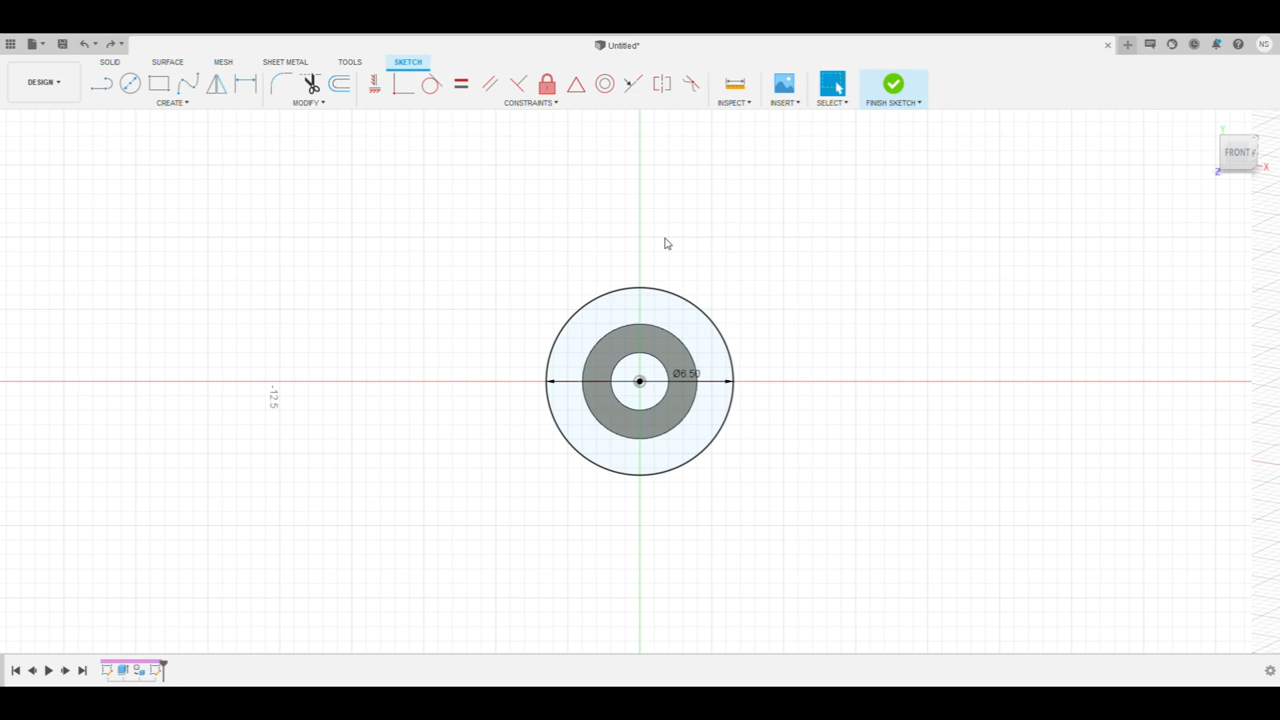 Untitled*
NS
DESIGN
SOLID SURFACE MESH SHEET METAL TOOLS SKETCH
CREATE MODIFY CONSTRAINTS INSPECT INSERT SELECT FINISH SKETCH
Y
FRONT
X
Z
Ø6.50
-12.5